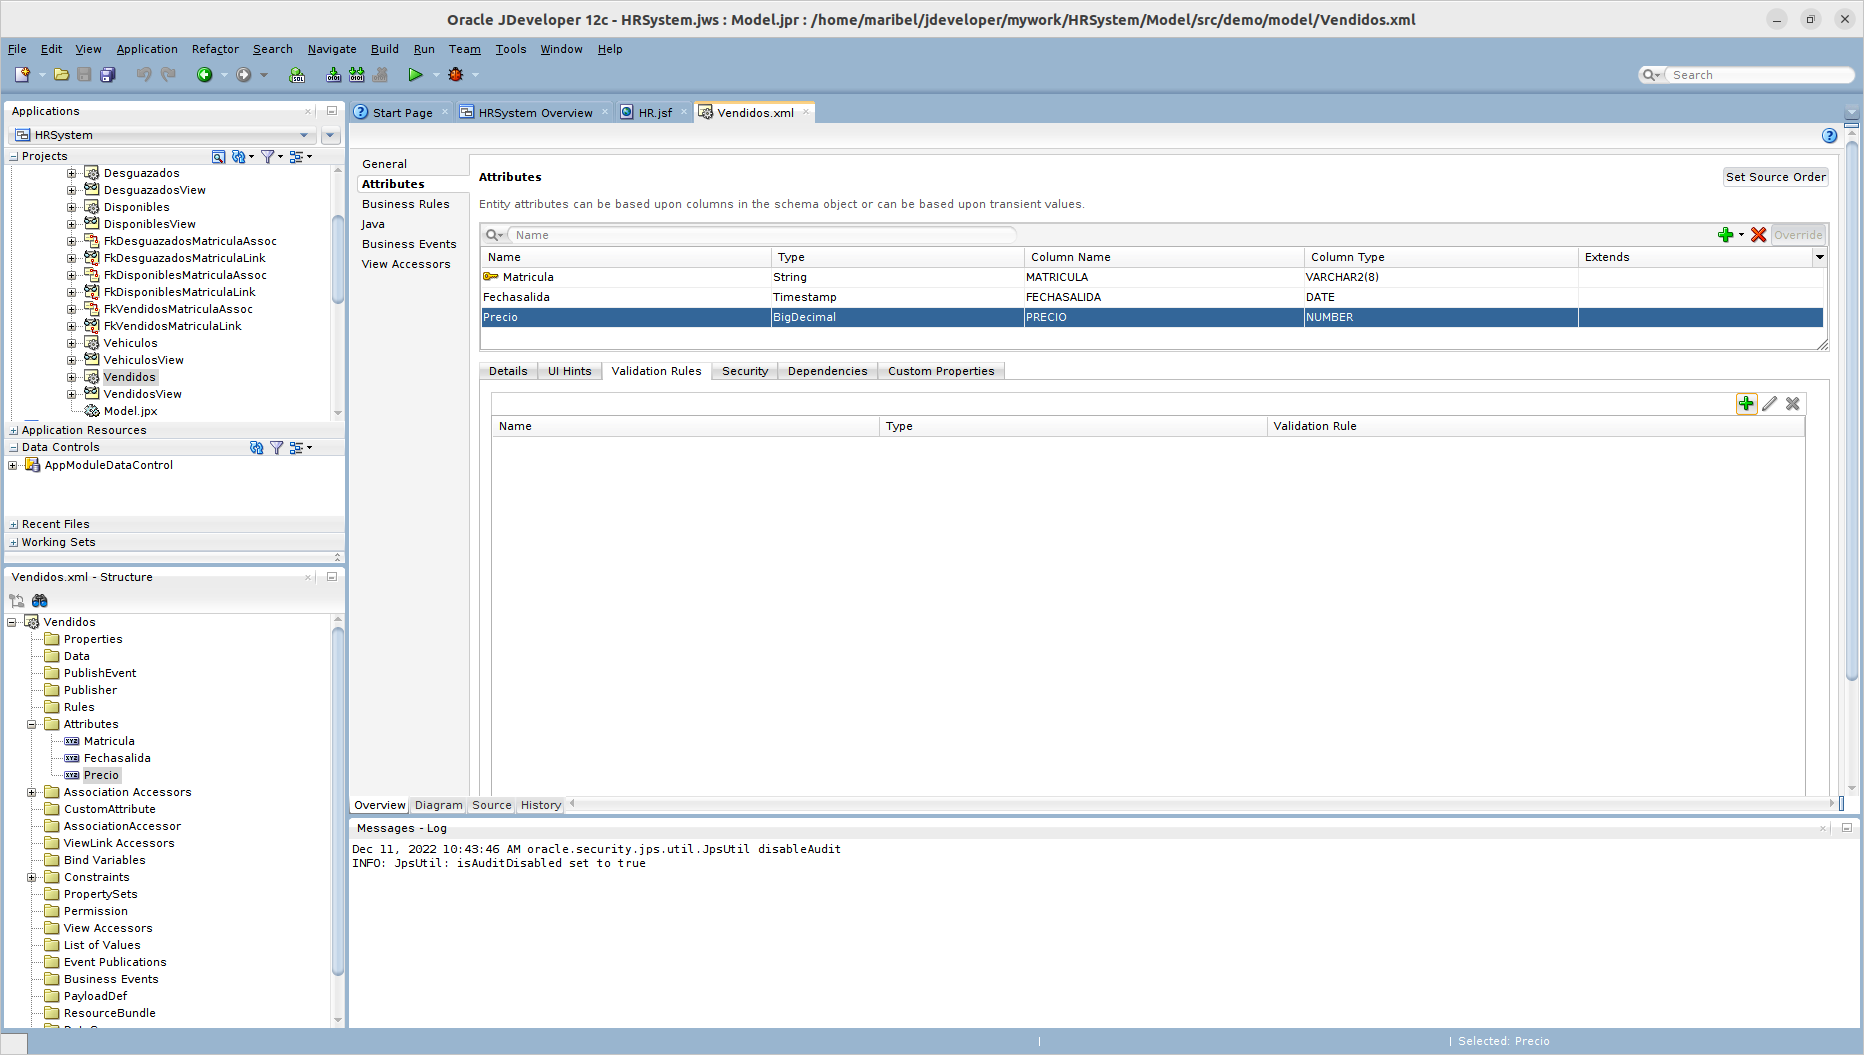 Oracle JDeveloper 12c - HRSystem.jws : Model.jpr : /home/maribel/jdeveloper/mywork/HRSystem/Model/src/demo/model/Vendidos.xml
File Edit View Application Refactor Search Navigate Build Run Team Tools Window Help
Search
Applications
HRSystem
Projects
Desguazados
DesguazadosView
Disponibles
DisponiblesView
FkDesguazadosMatriculaAssoc
FkDesguazadosMatriculaLink
FkDisponiblesMatriculaAssoc
FkDisponiblesMatriculaLink
FkVendidosMatriculaAssoc
FkVendidosMatriculaLink
Vehiculos
VehiculosView
Vendidos
VendidosView
Model.jpx
Application Resources
Data Controls
AppModuleDataControl
Recent Files
Working Sets
Vendidos.xml - Structure
Vendidos
Properties
Data
PublishEvent
Publisher
Rules
Attributes
Matricula
Fechasalida
Precio
Association Accessors
CustomAttribute
AssociationAccessor
ViewLink Accessors
Bind Variables
Constraints
PropertySets
Permission
View Accessors
List of Values
Event Publications
Business Events
PayloadDef
ResourceBundle
Start Page HRSystem Overview HR.jsf Vendidos.xml
General
Attributes
Business Rules
Java
Business Events
View Accessors
Attributes
Set Source Order
Entity attributes can be based upon columns in the schema object or can be based upon transient values.
Name
Override
Name Type Column Name Column Type Extends
Matricula String MATRICULA VARCHAR2(8)
Fechasalida Timestamp FECHASALIDA DATE
Precio BigDecimal PRECIO NUMBER
Details UI Hints Validation Rules Security Dependencies Custom Properties
Name Type Validation Rule
Overview Diagram Source History
Messages - Log
Dec 11, 2022 10:43:46 AM oracle.security.jps.util.JpsUtil disableAudit
INFO: JpsUtil: isAuditDisabled set to true
Selected: Precio